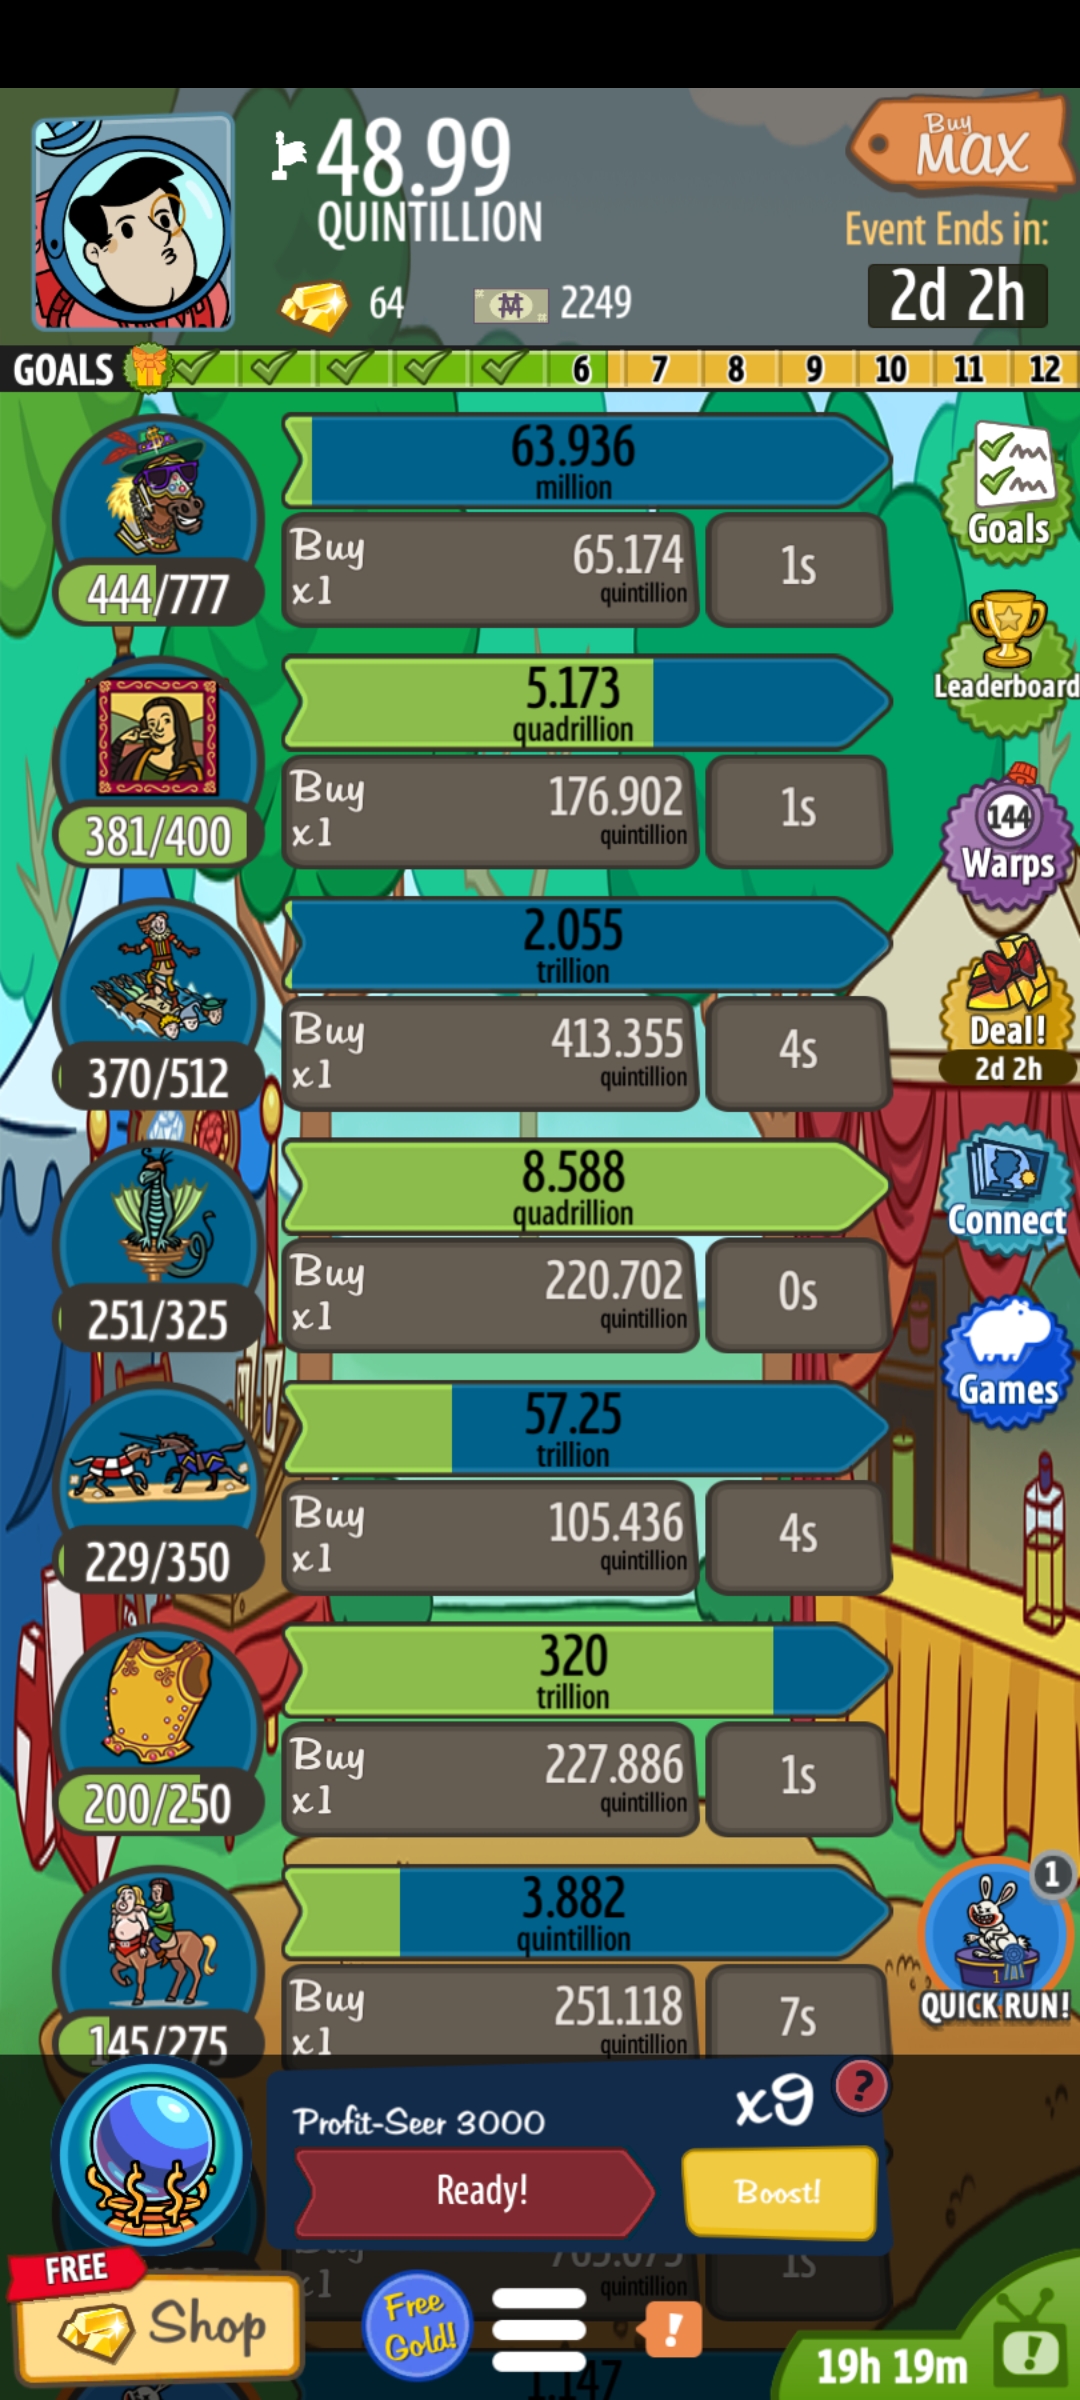 48.99
QUINTILLION
64
2249
Buy
MAX
Event Ends in:
2d 2h
GOALS
6
7
8
9
10
11
12
63.936
million
Buy
x1
65.174
quintillion
1s
444/777
Goals
Leaderboard
5.173
quadrillion
Buy
x1
176.902
quintillion
1s
381/400
144
Warps
2.055
trillion
Buy
x1
413.355
quintillion
4s
370/512
Deal!
2d 2h
8.588
quadrillion
Buy
x1
220.702
quintillion
0s
251/325
Connect
Games
57.25
trillion
Buy
x1
105.436
quintillion
4s
229/350
320
trillion
Buy
x1
227.886
quintillion
1s
200/250
3.882
quintillion
Buy
x1
251.118
quintillion
7s
145/275
1
1
QUICK RUN!
Profit-Seer 3000
x9
?
Ready!
Boost!
quintillion
1s
FREE
Shop
Free
Gold!
!
19h 19m
!
1.147